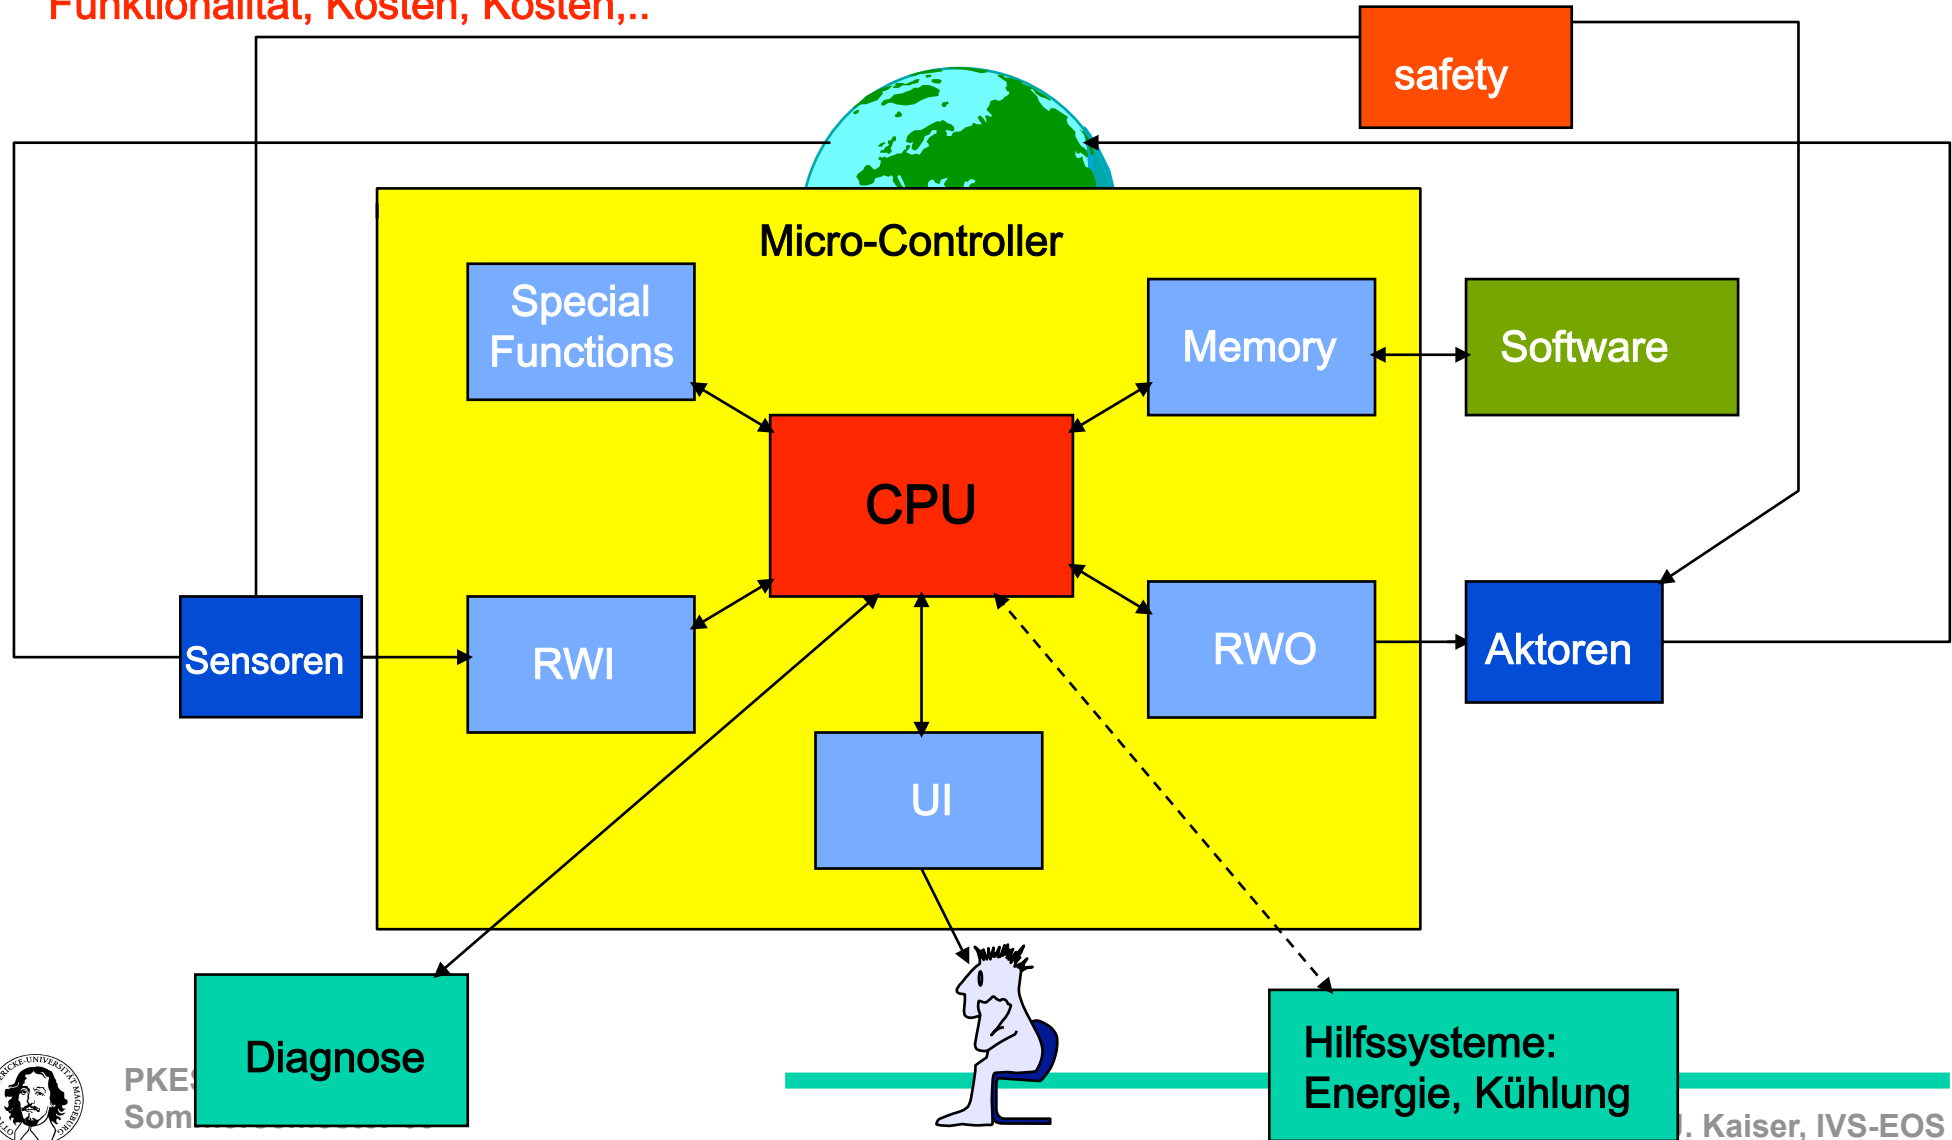 Funktionalität, Kosten, Kosten,..
safety
Micro-Controller
Special
Functions
Memory
Software
CPU
Sensoren
RWI
RWO
Aktoren
UI
Diagnose
Hilfssysteme:
Energie, Kühlung
J. Kaiser, IVS-EOS